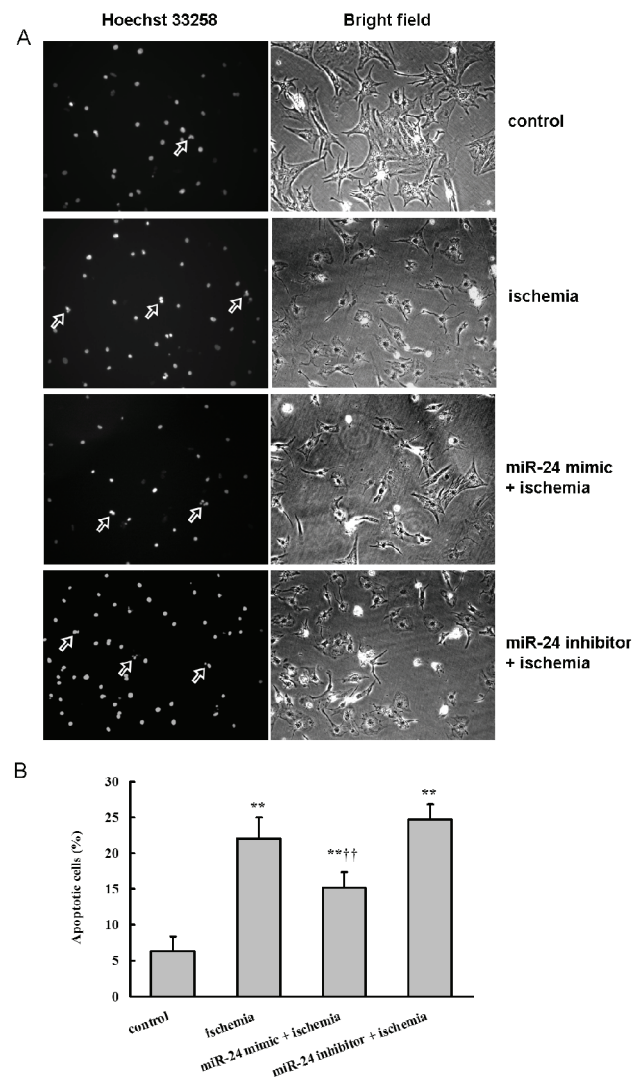 Hoechst 33258 Bright field
A
control
ischemia
miR-24 mimic
+ ischemia
miR-24 inhibitor
+ ischemia
B
30
25
20
15
10
5
0
Apoptotic cells (%)
**
**††
**
control
Ischemia
miR-24 mimic + ischemia
miR-24 inhibitor + ischemia